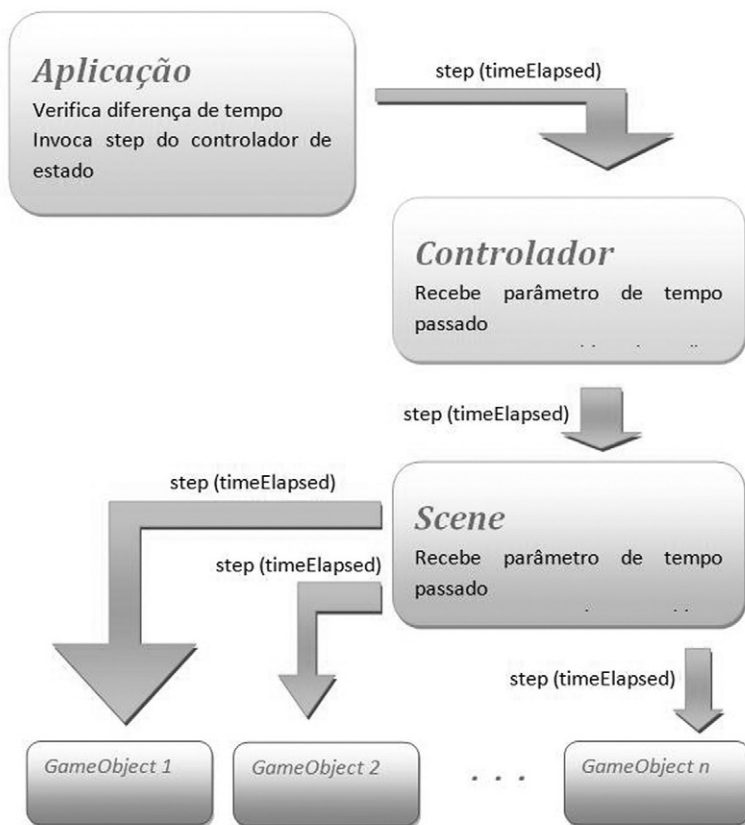 Aplicação
Verifica diferença de tempo
Invoca step do controlador de
estado
step (timeElapsed)
Controlador
Recebe parâmetro de tempo
passado
step (timeElapsed)
Scene
Recebe parâmetro de tempo
passado
step (timeElapsed)
step (timeElapsed)
step (timeElapsed)
GameObject 1
GameObject 2
. . .
GameObject n